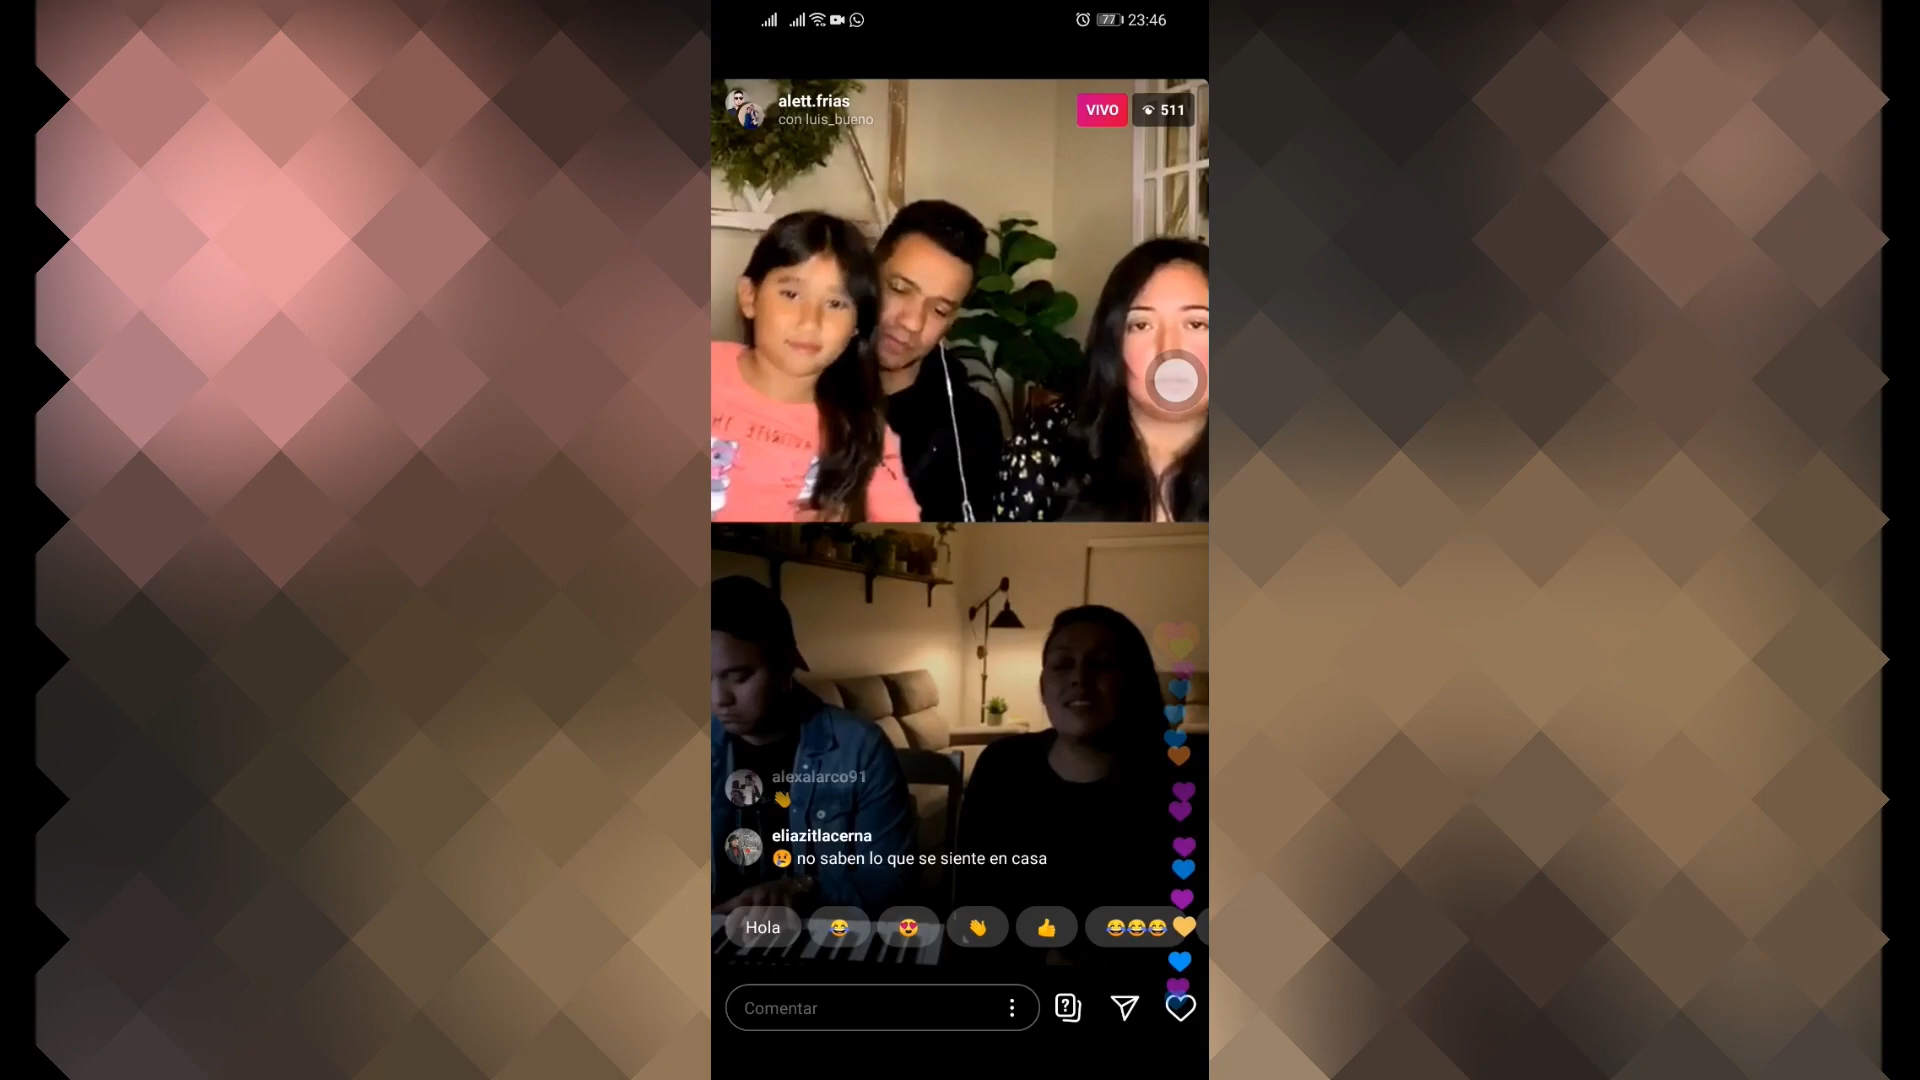 77 23:46
alett.frias
con luis_bueno
VIVO 511
alexalarco91
👋
eliazitlacerna
😢 no saben lo que se siente en casa
Hola 😂 😍 👋 👍 😂😂😂
Comentar